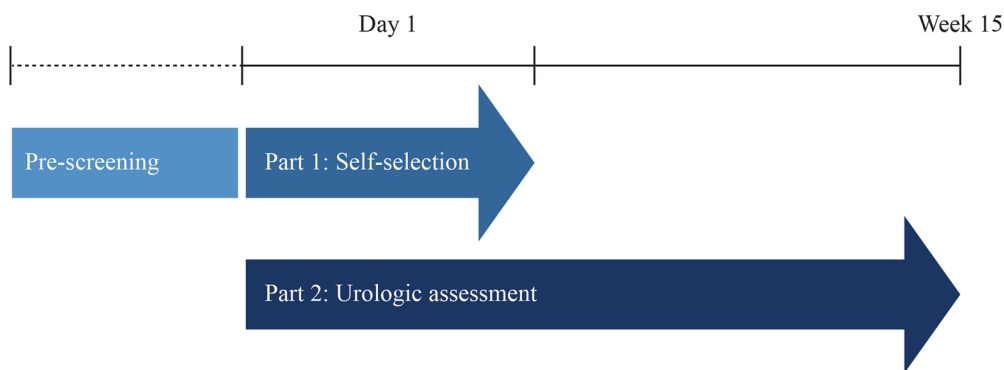 Day 1
Week 15
Pre-screening
Part 1: Self-selection
Part 2: Urologic assessment